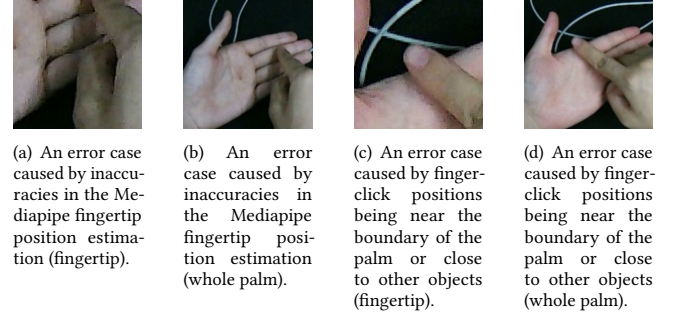 (a) An error case
caused by inaccu-
racies in the Me-
diapipe fingertip
position estima-
tion (fingertip).
(b) An error
case caused by
inaccuracies in
the Mediapipe
fingertip posi-
tion estimation
(whole palm).
(c) An error case
caused by finger-
click positions
being near the
boundary of the
palm or close
to other objects
(fingertip).
(d) An error case
caused by finger-
click positions
being near the
boundary of the
palm or close
to other objects
(whole palm).